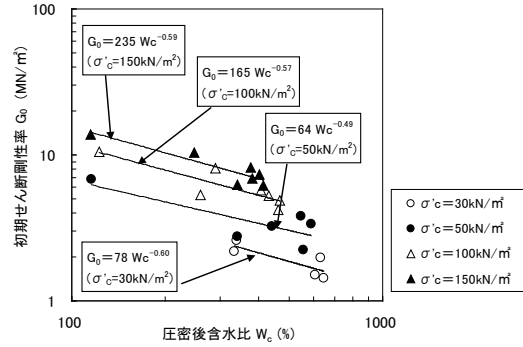 100
10
1
初期せん断剛性率 G₀ (MN/㎡)
G₀＝235 Wc⁻⁰·⁵⁹
(σ'c=150kN/m²)
G₀＝165 Wc⁻⁰·⁵⁷
(σ'c=100kN/m²)
G₀＝64 Wc⁻⁰·⁴⁹
(σ'c=50kN/m²)
G₀＝78 Wc⁻⁰·⁶⁰
(σ'c=30kN/m²)
100
1000
圧密後含水比 Wc (%)
σ'c＝30kN/㎡
σ'c＝50kN/㎡
σ'c＝100kN/㎡
σ'c＝150kN/㎡